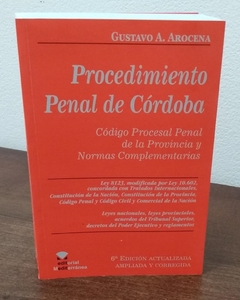 GUSTAVO A. AROCENA
Procedimiento
Penal de Córdoba
Código Procesal Penal
de la Provincia y
Normas Complementarias
Ley 8123, modificada por Ley 10.402,
concordada con Tratados Internacionales,
Constitución de la Nación, Constitución de la Provincia,
Código Penal y Código Civil y Comercial de la Nación
Leyes nacionales, leyes provinciales,
acuerdos del Tribunal Superior,
decretos del Poder Ejecutivo y reglamentos
6ª EDICIÓN ACTUALIZADA
AMPLIADA Y CORREGIDA